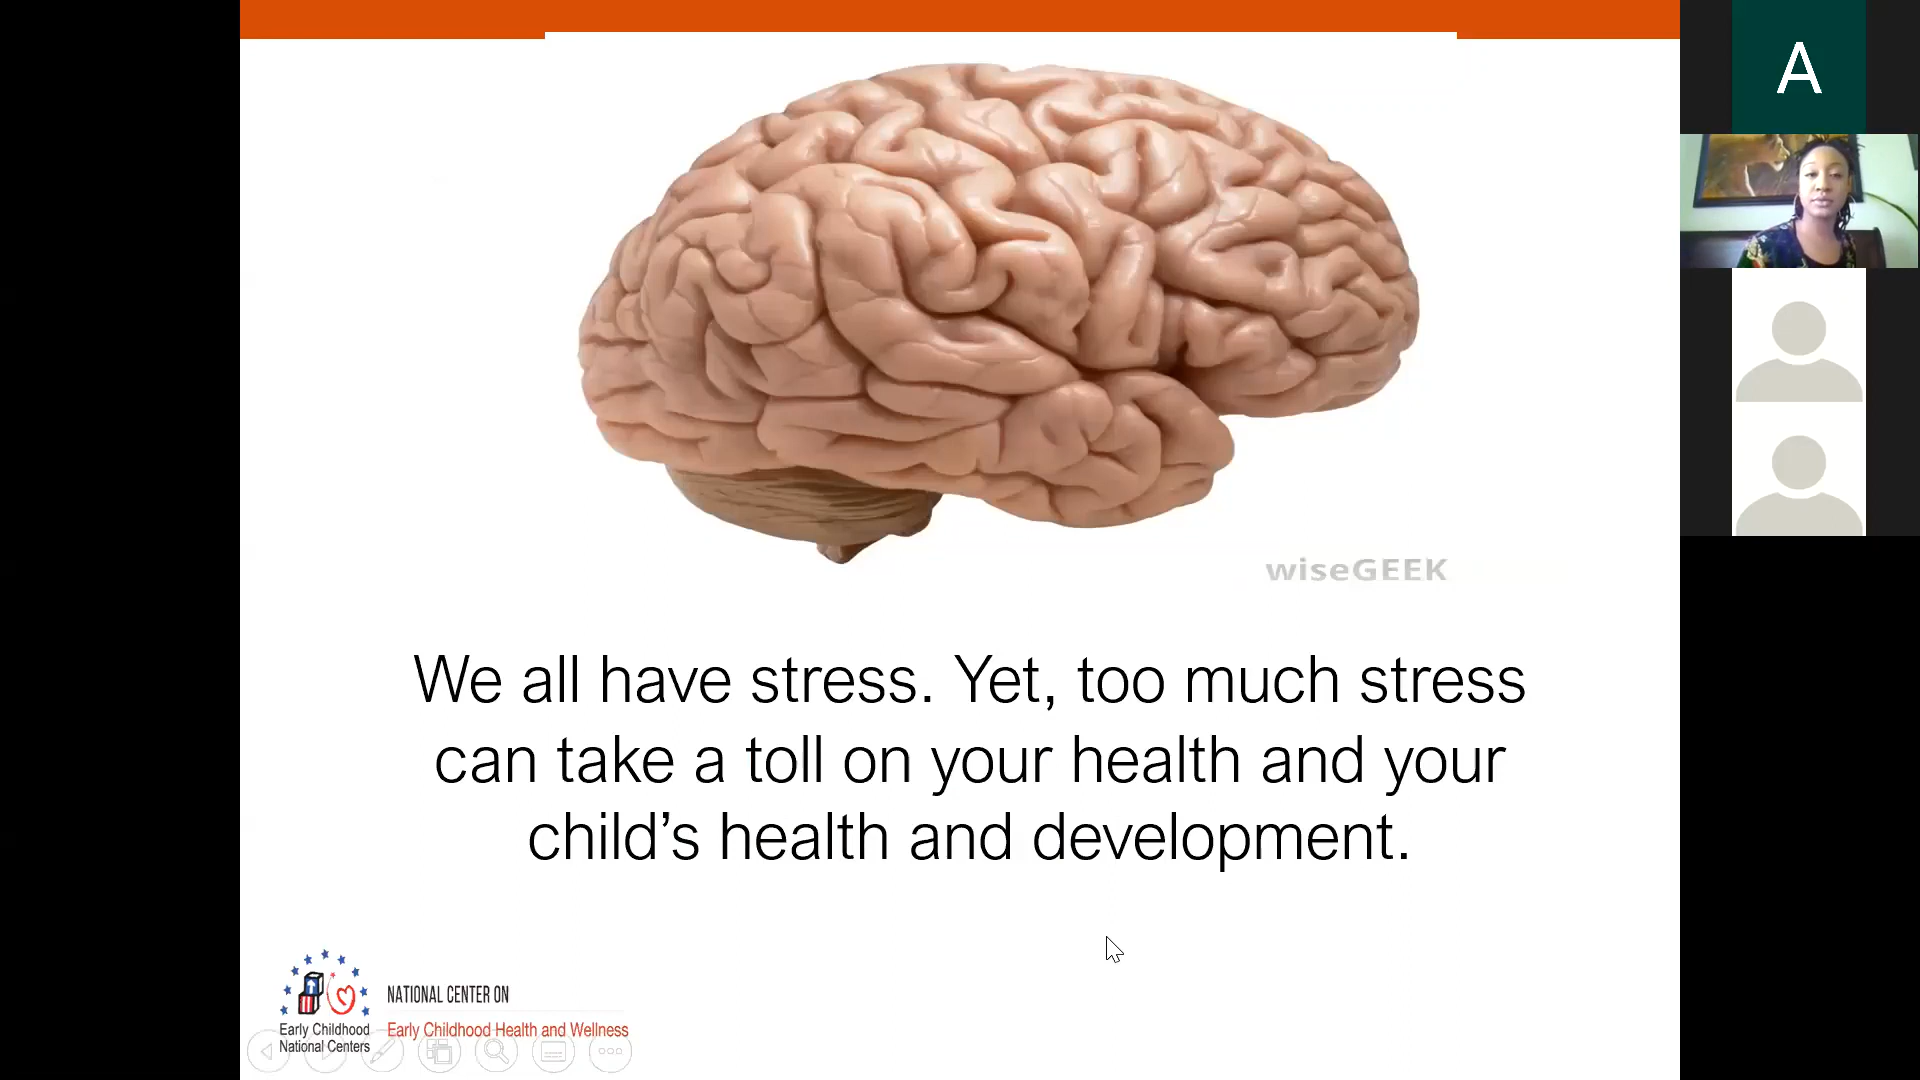 A
wiseGEEK
We all have stress. Yet, too much stress
can take a toll on your health and your
child’s health and development.
NATIONAL CENTER ON
Early Childhood Health and Wellness
Early Childhood
National Centers